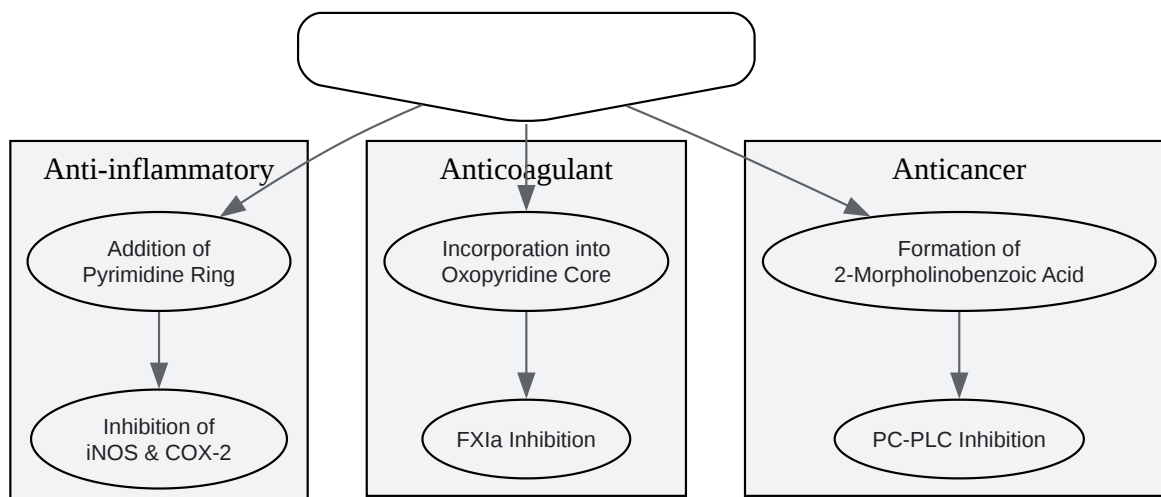 Anti-inflammatory
Addition of
Pyrimidine Ring
Inhibition of
iNOS & COX-2
Anticoagulant
Incorporation into
Oxopyridine Core
FXIa Inhibition
Anticancer
Formation of
2-Morpholinobenzoic Acid
PC-PLC Inhibition